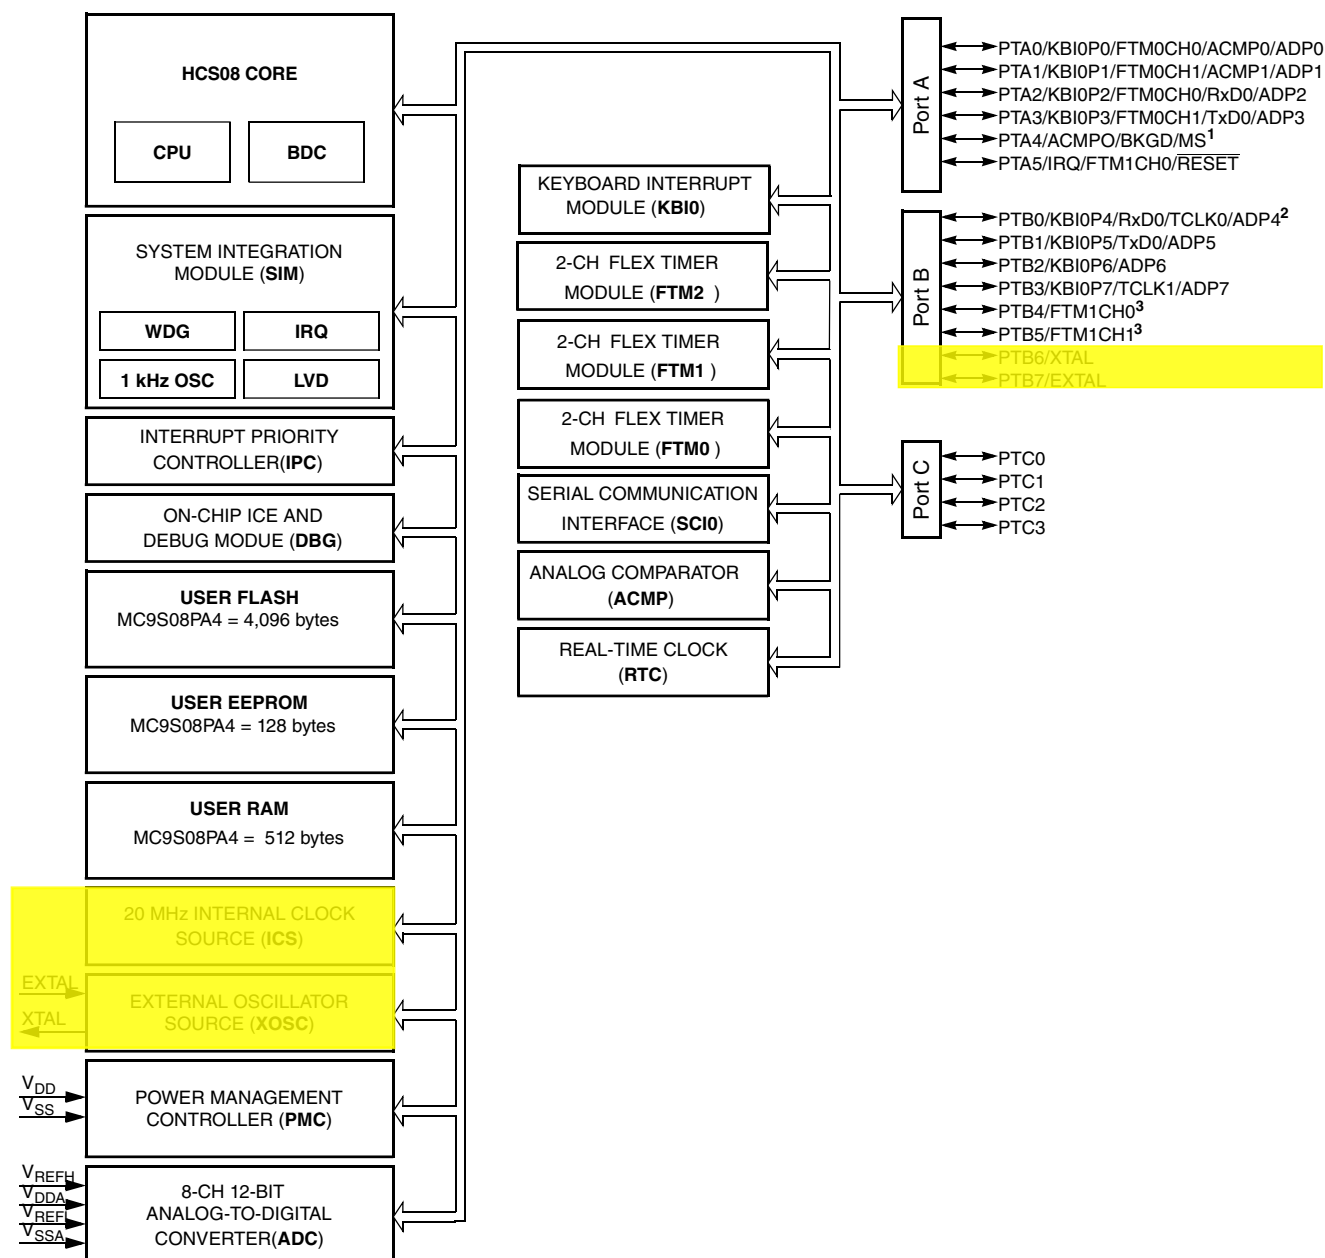 HCS08 CORE
CPU
BDC
SYSTEM INTEGRATION
MODULE (SIM)
WDG
IRQ
1 kHz OSC
LVD
INTERRUPT PRIORITY
CONTROLLER(IPC)
ON-CHIP ICE AND
DEBUG MODUE (DBG)
USER FLASH
MC9S08PA4 = 4,096 bytes
USER EEPROM
MC9S08PA4 = 128 bytes
USER RAM
MC9S08PA4 = 512 bytes
20 MHz INTERNAL CLOCK
SOURCE (ICS)
EXTAL
XTAL
EXTERNAL OSCILLATOR
SOURCE (XOSC)
VDD
VSS
POWER MANAGEMENT
CONTROLLER (PMC)
VREFH
VDDA
VREFL
VSSA
8-CH 12-BIT
ANALOG-TO-DIGITAL
CONVERTER(ADC)
KEYBOARD INTERRUPT
MODULE (KBI0)
2-CH FLEX TIMER
MODULE (FTM2 )
2-CH FLEX TIMER
MODULE (FTM1 )
2-CH FLEX TIMER
MODULE (FTM0 )
SERIAL COMMUNICATION
INTERFACE (SCI0)
ANALOG COMPARATOR
(ACMP)
REAL-TIME CLOCK
(RTC)
Port A
PTA0/KBI0P0/FTM0CH0/ACMP0/ADP0
PTA1/KBI0P1/FTM0CH1/ACMP1/ADP1
PTA2/KBI0P2/FTM0CH0/RxD0/ADP2
PTA3/KBI0P3/FTM0CH1/TxD0/ADP3
PTA4/ACMPO/BKGD/MS1
PTA5/IRQ/FTM1CH0/RESET
Port B
PTB0/KBI0P4/RxD0/TCLK0/ADP42
PTB1/KBI0P5/TxD0/ADP5
PTB2/KBI0P6/ADP6
PTB3/KBI0P7/TCLK1/ADP7
PTB4/FTM1CH03
PTB5/FTM1CH13
PTB6/XTAL
PTB7/EXTAL
Port C
PTC0
PTC1
PTC2
PTC3